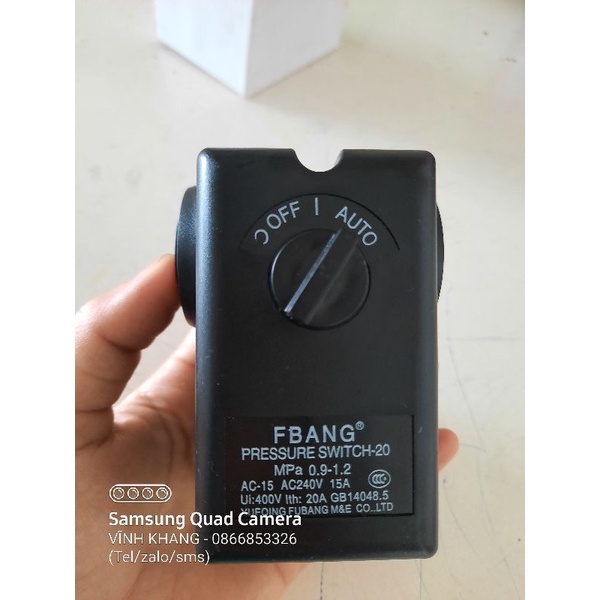 OFF | AUTO
FBANG®
PRESSURE SWITCH-20
MPa 0.9-1.2
AC-15 AC240V 15A
CCC
Ui:400V Ith: 20A GB14048.5
YUEQING FUBANG M&E CO.,LTD
Samsung Quad Camera
VĨNH KHANG - 0866853326
(Tel/zalo/sms)